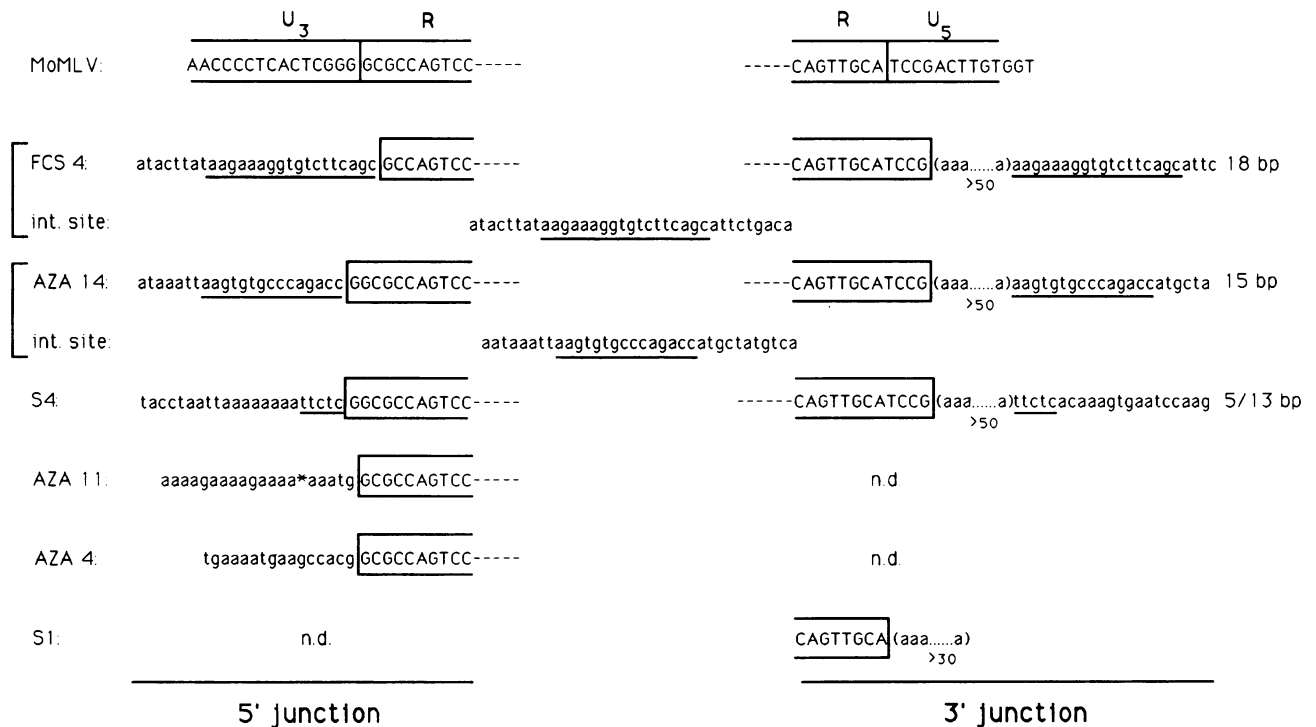 U3 R R U5
MoMLV: AACCCCTCACTCGGG GCGCCAGTCC----- -----CAGTTGCA TCCGACTTGTGGT
FCS 4: atacttataagaaaggtgtcttcagc GCCAGTCC----- -----CAGTTGCATCCG (aaa......a)aagaaaggtgtcttcagcattc 18 bp
>50
int. site: atacttataagaaaggtgtcttcagcattctgaca
AZA 14: ataaattaagtgtgcccagacc GGCGCCAGTCC----- -----CAGTTGCATCCG (aaa......a)aagtgtgcccagaccatgcta 15 bp
>50
int. site: aataaattaagtgtgcccagaccatgctatgtca
S4: tacctaattaaaaaaaattctc GGCGCCAGTCC----- ------CAGTTGCATCCG (aaa......a)ttctcacaaagtgaatccaag 5/13 bp
>50
AZA 11: aaaagaaaagaaaa*aaatg GCGCCAGTCC----- n.d.
AZA 4: tgaaaatgaagccacg GCGCCAGTCC----- n.d.
S1: n.d. CAGTTGCA (aaa......a)
>30
5' junction 3' junction